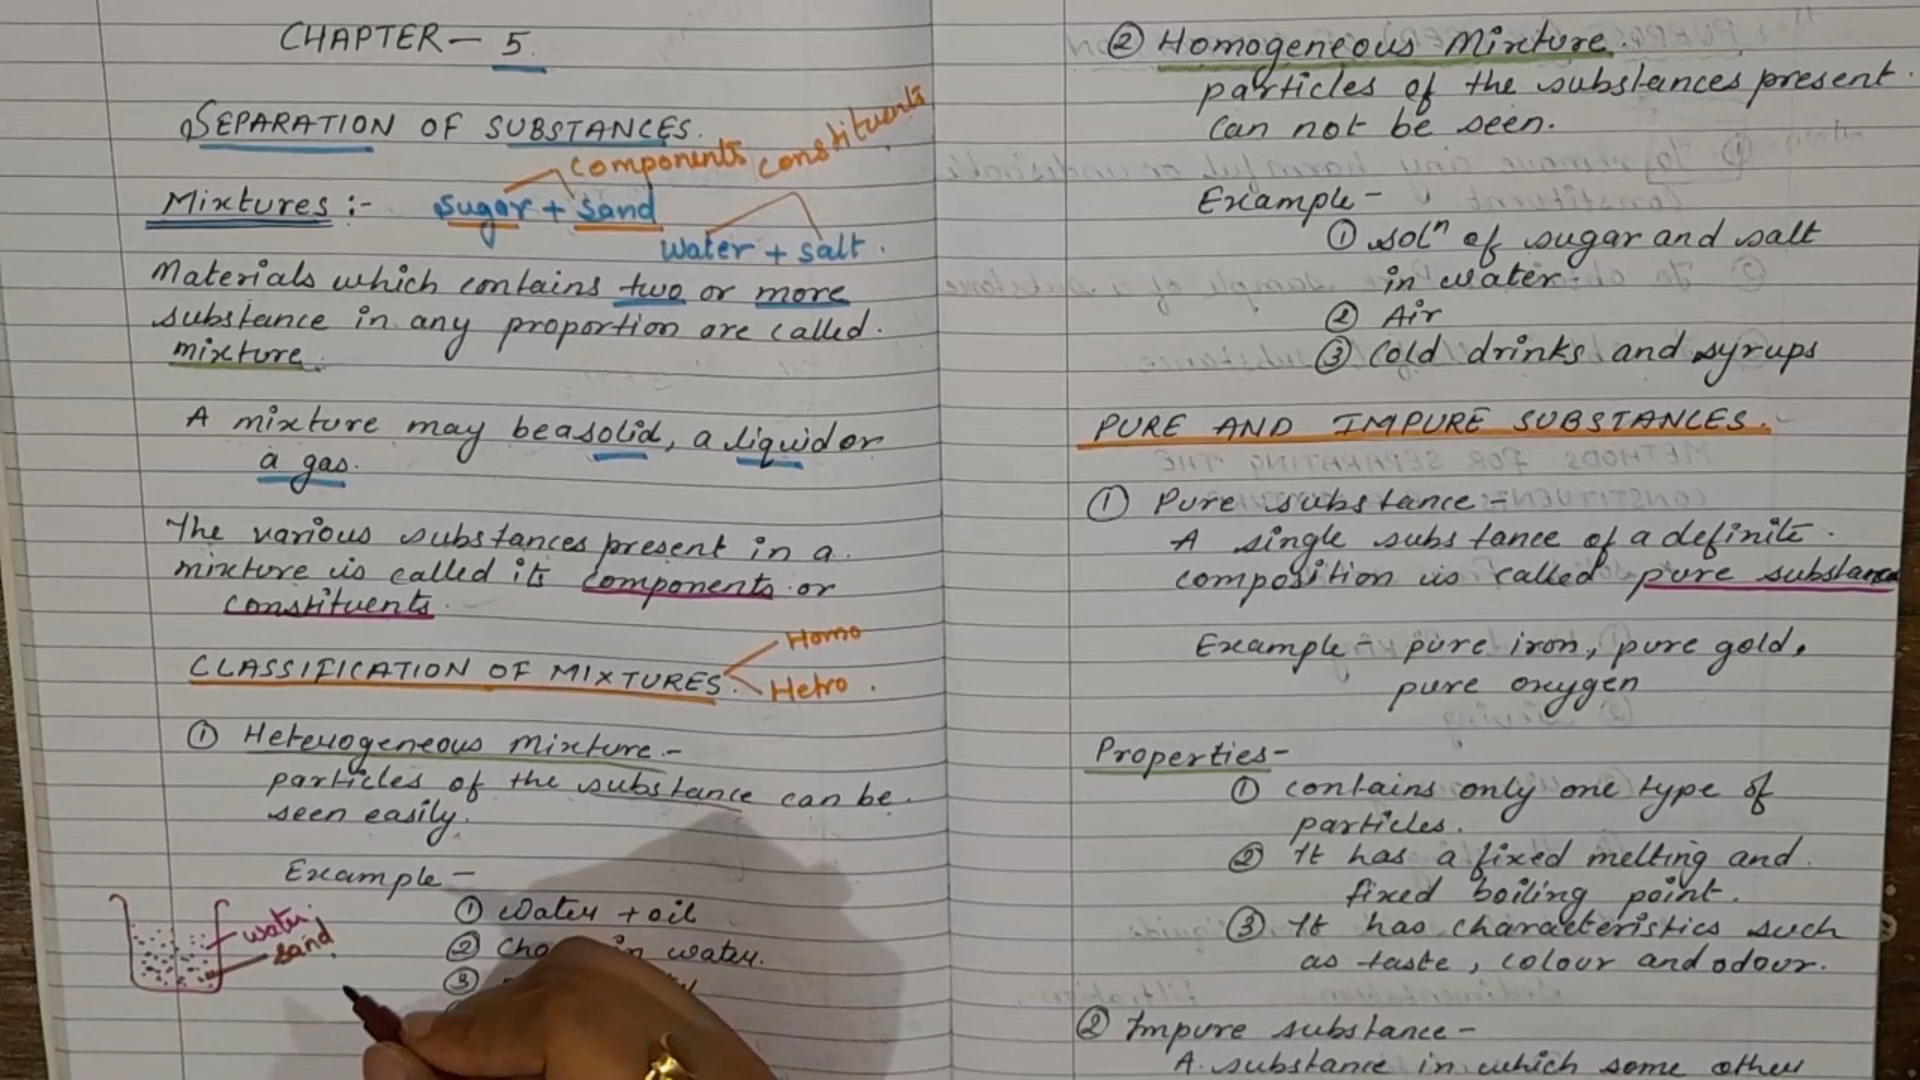 CHAPTER - 5.
SEPARATION OF SUBSTANCES.
components constituents
Mixtures :- Sugar + Sand
Water + Salt.
Materials which contains two or more
substance in any proportion are called.
mixture.
A mixture may be a solid, a liquid or
a gas.
The various substances present in a.
mixture is called its components or
constituents.
CLASSIFICATION OF MIXTURES.
Homo
Hetro.
① Heterogeneous Mixture.-
particles of the substance can be.
seen easily.
Example -
① Water + oil
② in water.
③
water.
sand.
② Homogeneous Mixture.
particles of the substances present.
can not be seen.
Example -
① solⁿ of sugar and salt
in water
② Air
③ Cold drinks and syrups
PURE AND IMPURE SUBSTANCES.
① Pure substance :-
A single substance of a definite.
composition is called pure substance
Example - pure iron, pure gold,
pure oxygen
Properties-
① contains only one type of
particles.
② It has a fixed melting and.
fixed boiling point.
③ It has characteristics such
as taste, colour and odour.
② Impure substance -
A substance in which some other